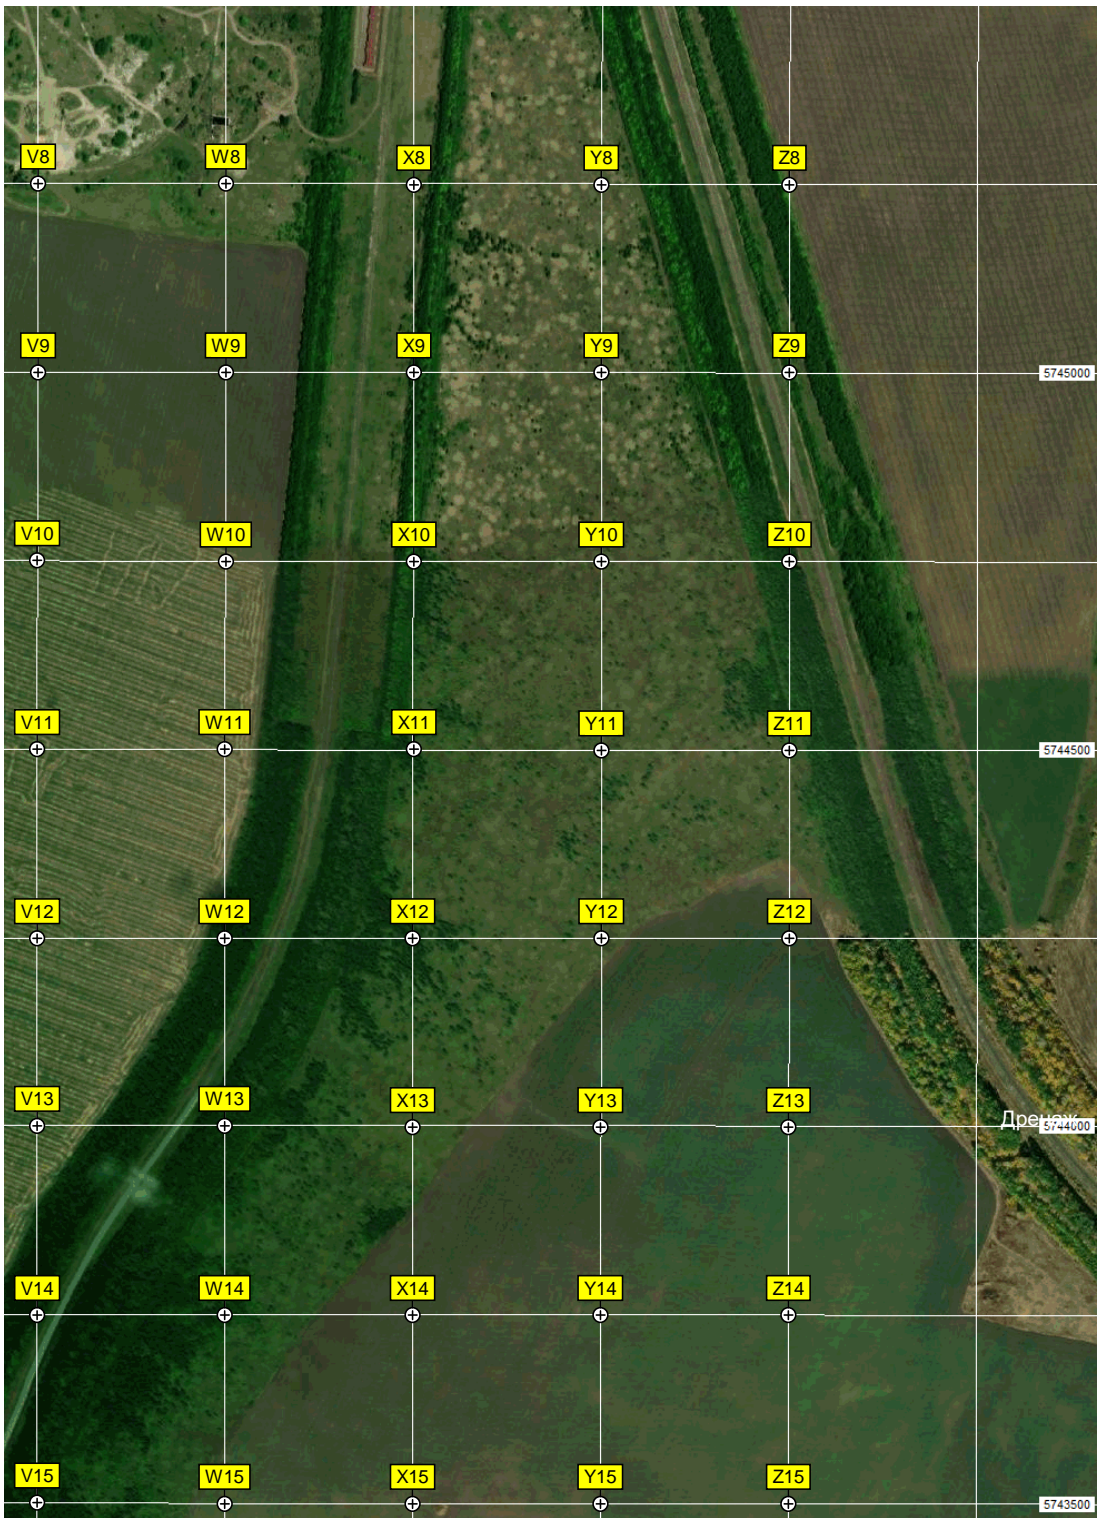 V8 W8 X8 Y8 Z8
V9 W9 X9 Y9 Z9
5745000
V10 W10 X10 Y10 Z10
V11 W11 X11 Y11 Z11
5744500
V12 W12 X12 Y12 Z12
V13 W13 X13 Y13 Z13
Дренаж
5744000
V14 W14 X14 Y14 Z14
V15 W15 X15 Y15 Z15
5743500